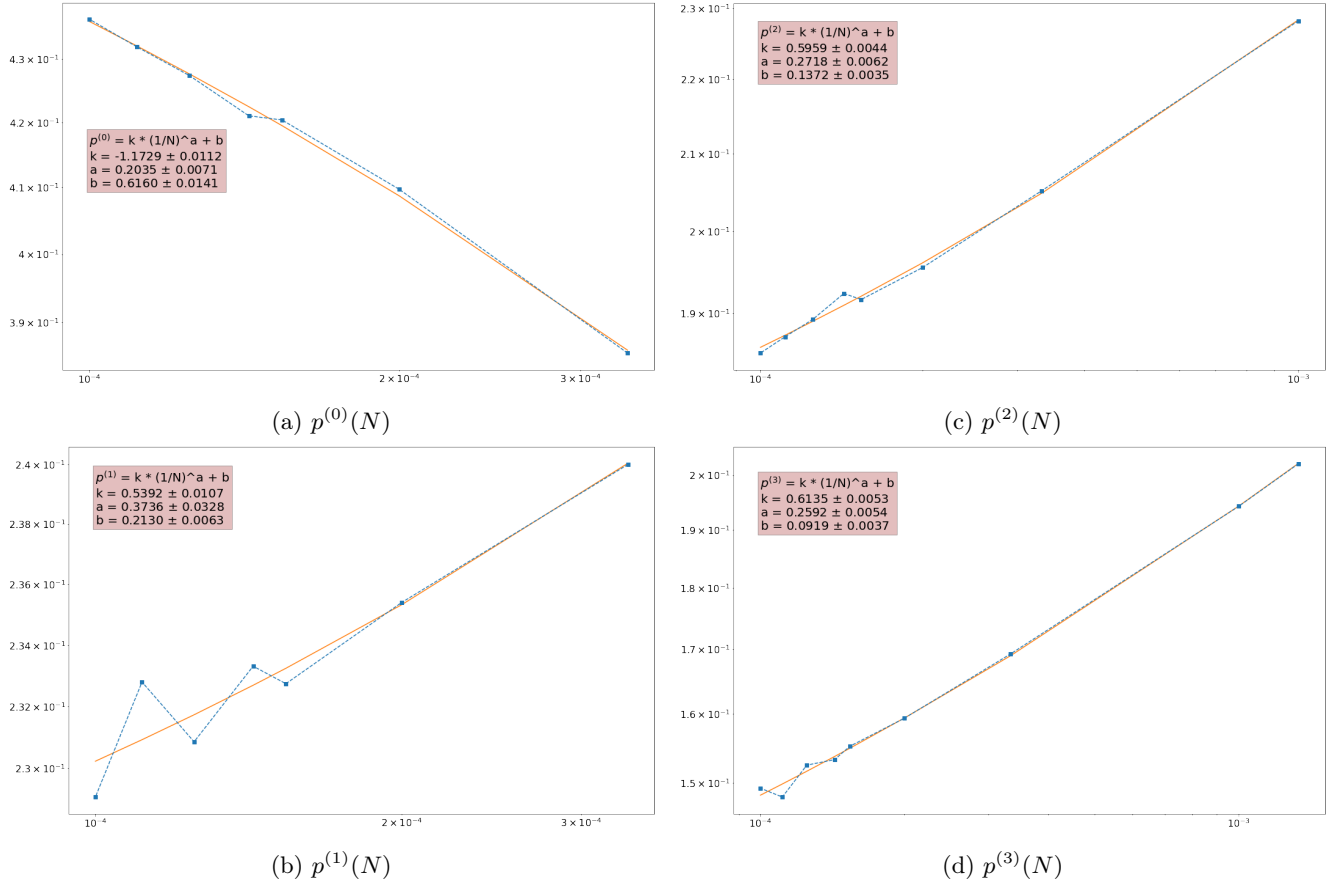 4.3 × 10⁻¹
4.2 × 10⁻¹
4.1 × 10⁻¹
4 × 10⁻¹
3.9 × 10⁻¹
p⁽⁰⁾ = k * (1/N)^a + b
k = -1.1729 ± 0.0112
a = 0.2035 ± 0.0071
b = 0.6160 ± 0.0141
10⁻⁴
2 × 10⁻⁴
3 × 10⁻⁴
(a) p⁽⁰⁾(N)
2.4 × 10⁻¹
2.38 × 10⁻¹
2.36 × 10⁻¹
2.34 × 10⁻¹
2.33 × 10⁻¹
2.32 × 10⁻¹
2.3 × 10⁻¹
p⁽¹⁾ = k * (1/N)^a + b
k = 0.5392 ± 0.0107
a = 0.3736 ± 0.0328
b = 0.2130 ± 0.0063
10⁻⁴
2 × 10⁻⁴
3 × 10⁻⁴
(b) p⁽¹⁾(N)
2.3 × 10⁻¹
2.2 × 10⁻¹
2.1 × 10⁻¹
2 × 10⁻¹
1.9 × 10⁻¹
p⁽²⁾ = k * (1/N)^a + b
k = 0.5959 ± 0.0044
a = 0.2718 ± 0.0062
b = 0.1372 ± 0.0035
10⁻⁴
10⁻³
(c) p⁽²⁾(N)
2 × 10⁻¹
1.9 × 10⁻¹
1.8 × 10⁻¹
1.7 × 10⁻¹
1.6 × 10⁻¹
1.5 × 10⁻¹
p⁽³⁾ = k * (1/N)^a + b
k = 0.6135 ± 0.0053
a = 0.2592 ± 0.0054
b = 0.0919 ± 0.0037
10⁻⁴
10⁻³
(d) p⁽³⁾(N)